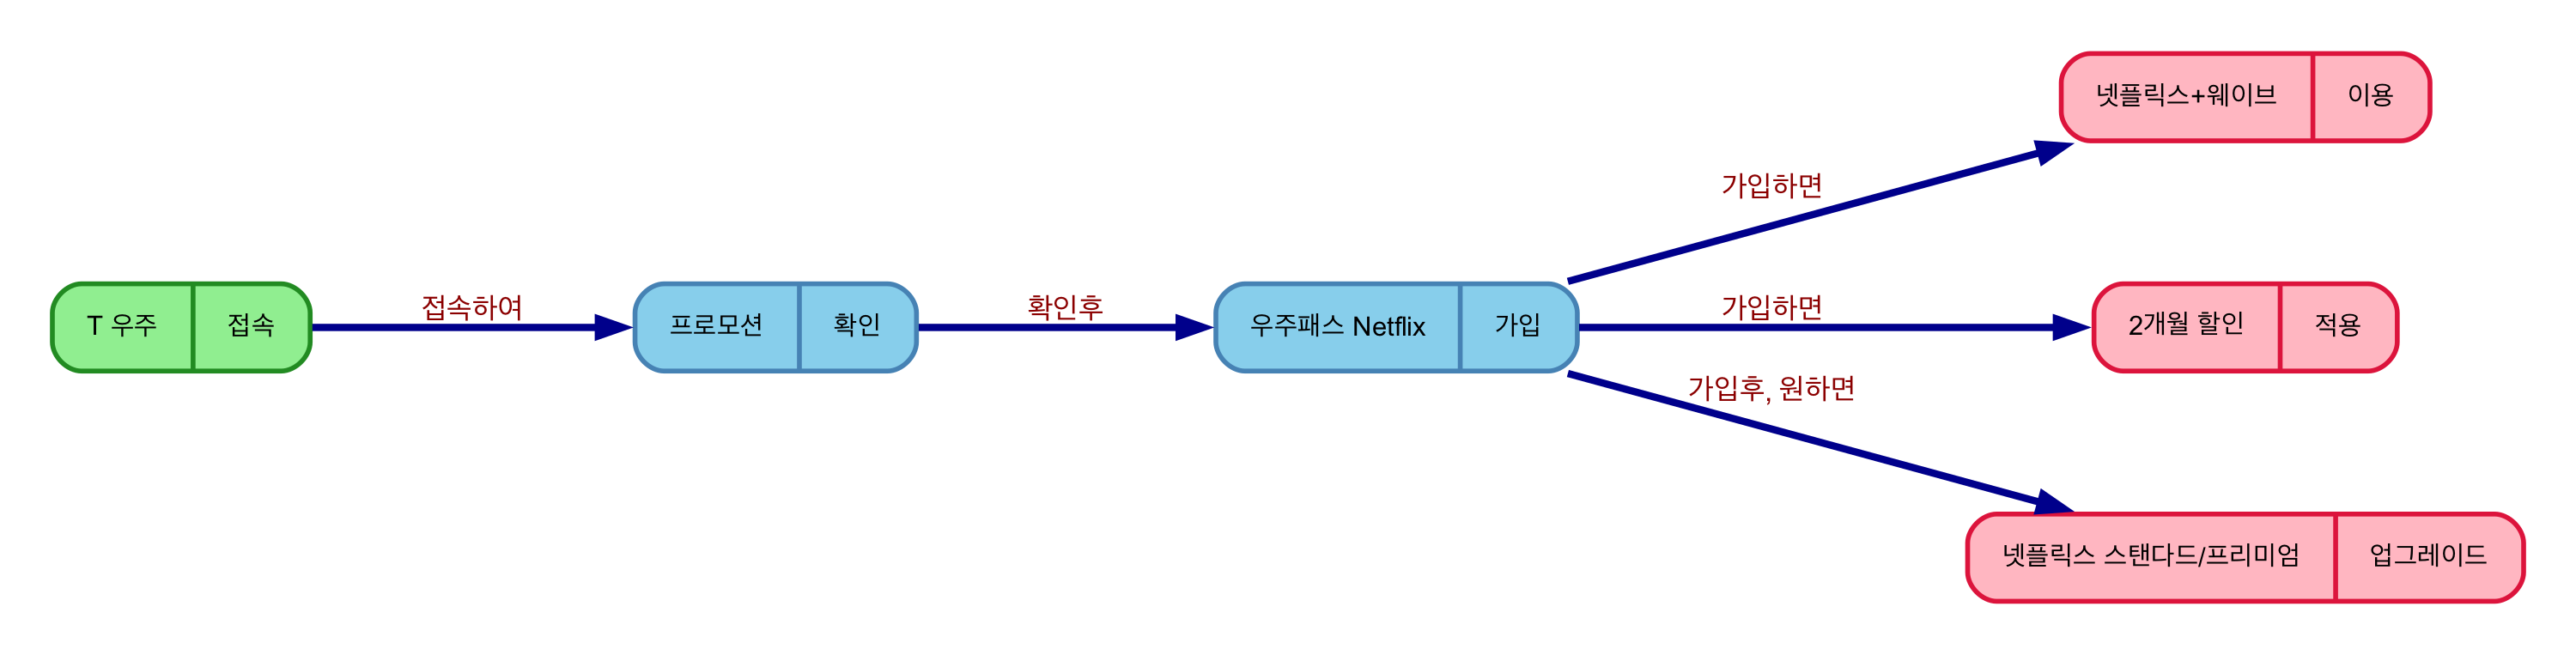 넷플릭스+웨이브 이용
가입하면
T 우주 접속
접속하여
프로모션 확인
확인후
우주패스 Netflix 가입
가입하면
2개월 할인 적용
가입후, 원하면
넷플릭스 스탠다드/프리미엄 업그레이드